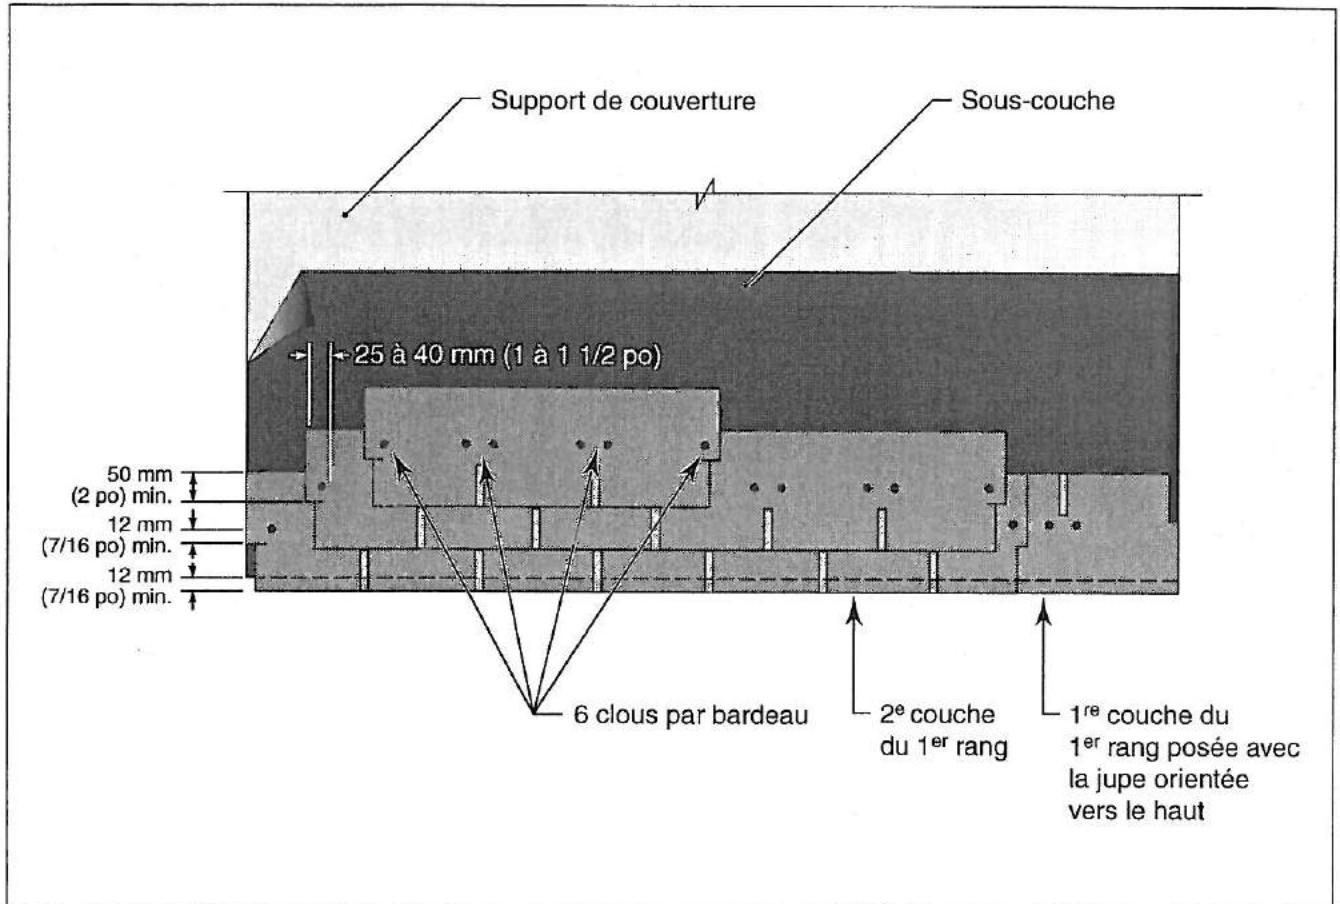 Support de couverture
Sous-couche
25 à 40 mm (1 à 1 1/2 po)
50 mm
(2 po) min.
12 mm
(7/16 po) min.
12 mm
(7/16 po) min.
6 clous par bardeau
2e couche
du 1er rang
1re couche du
1er rang posée avec
la jupe orientée
vers le haut